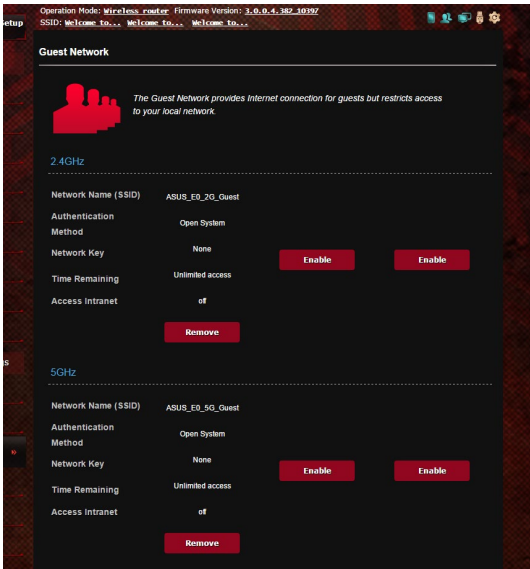 Setup
Operation Mode: Wireless router Firmware Version: 3.0.0.4.382_10397
SSID: Welcome to... Welcome to... Welcome to...
Guest Network
The Guest Network provides Internet connection for guests but restricts access
to your local network.
2.4GHz
Network Name (SSID) ASUS_E0_2G_Guest
Authentication
Method Open System
Network Key None
Enable Enable
Time Remaining Unlimited access
Access Intranet off
Remove
5GHz
Network Name (SSID) ASUS_E0_5G_Guest
Authentication
Method Open System
Network Key None
Enable Enable
Time Remaining Unlimited access
Access Intranet off
Remove